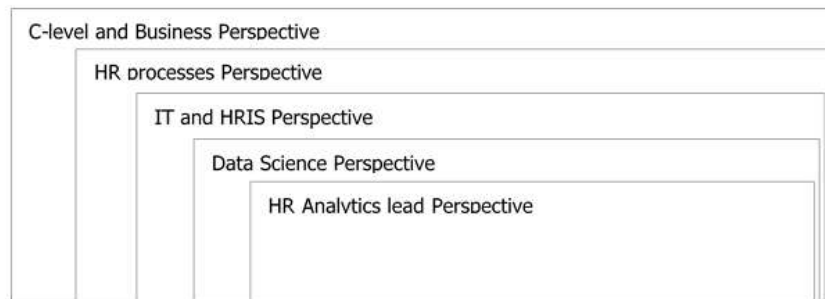 C-level and Business Perspective
HR processes Perspective
IT and HRIS Perspective
Data Science Perspective
HR Analytics lead Perspective